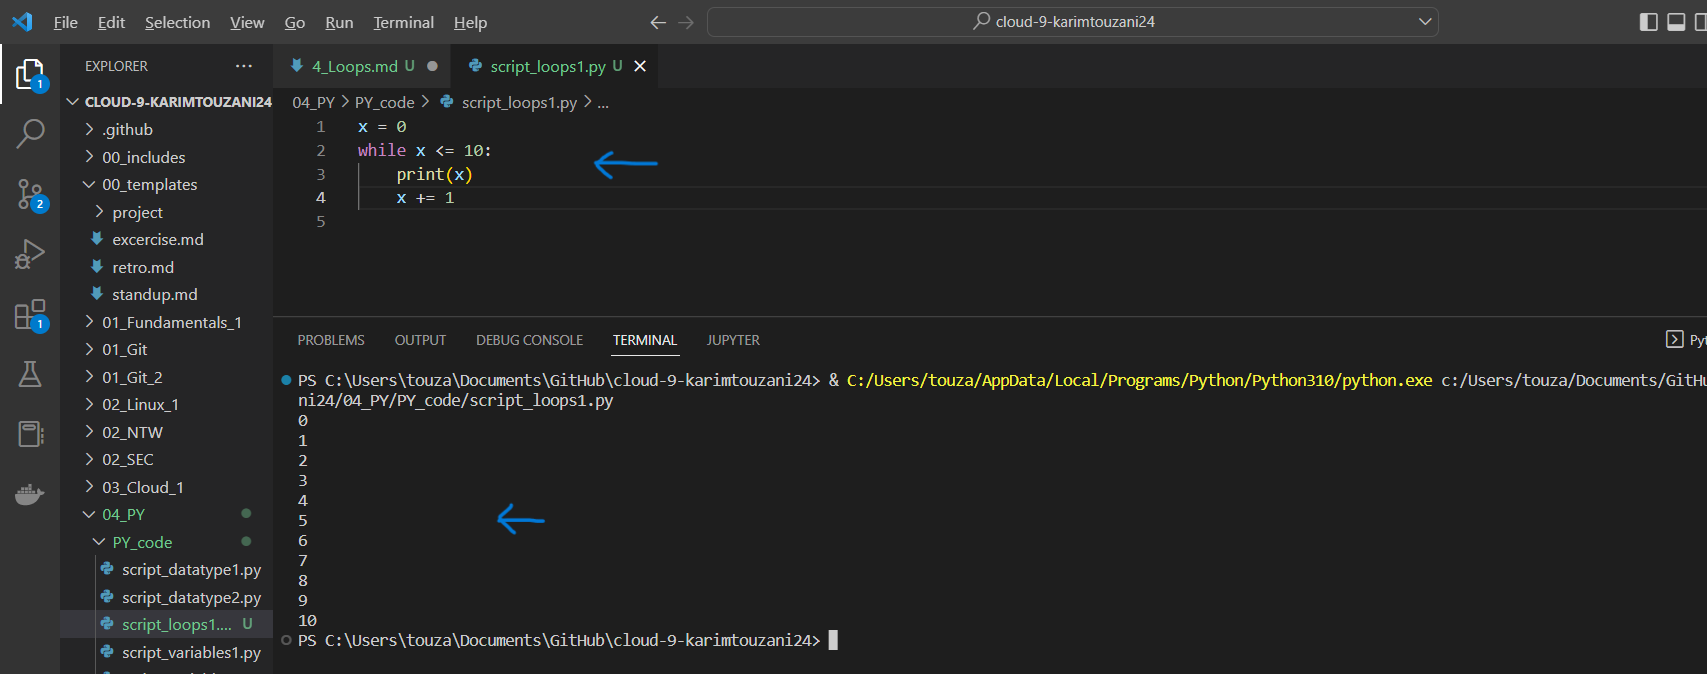 File Edit Selection View Go Run Terminal Help
cloud-9-karimtouzani24
1
2
1
EXPLORER ...
CLOUD-9-KARIMTOUZANI24
.github
00_includes
00_templates
project
excercise.md
retro.md
standup.md
01_Fundamentals_1
01_Git
01_Git_2
02_Linux_1
02_NTW
02_SEC
03_Cloud_1
04_PY
PY_code
script_datatype1.py
script_datatype2.py
script_loops1.... U
script_variables1.py
4_Loops.md U script_loops1.py U
04_PY > PY_code > script_loops1.py > ...
1 x = 0
2 while x <= 10:
3 print(x)
4 x += 1
5
PROBLEMS OUTPUT DEBUG CONSOLE TERMINAL JUPYTER
Pyt
PS C:\Users\touza\Documents\GitHub\cloud-9-karimtouzani24> & C:/Users/touza/AppData/Local/Programs/Python/Python310/python.exe c:/Users/touza/Documents/GitHu
ni24/04_PY/PY_code/script_loops1.py
0
1
2
3
4
5
6
7
8
9
10
PS C:\Users\touza\Documents\GitHub\cloud-9-karimtouzani24>